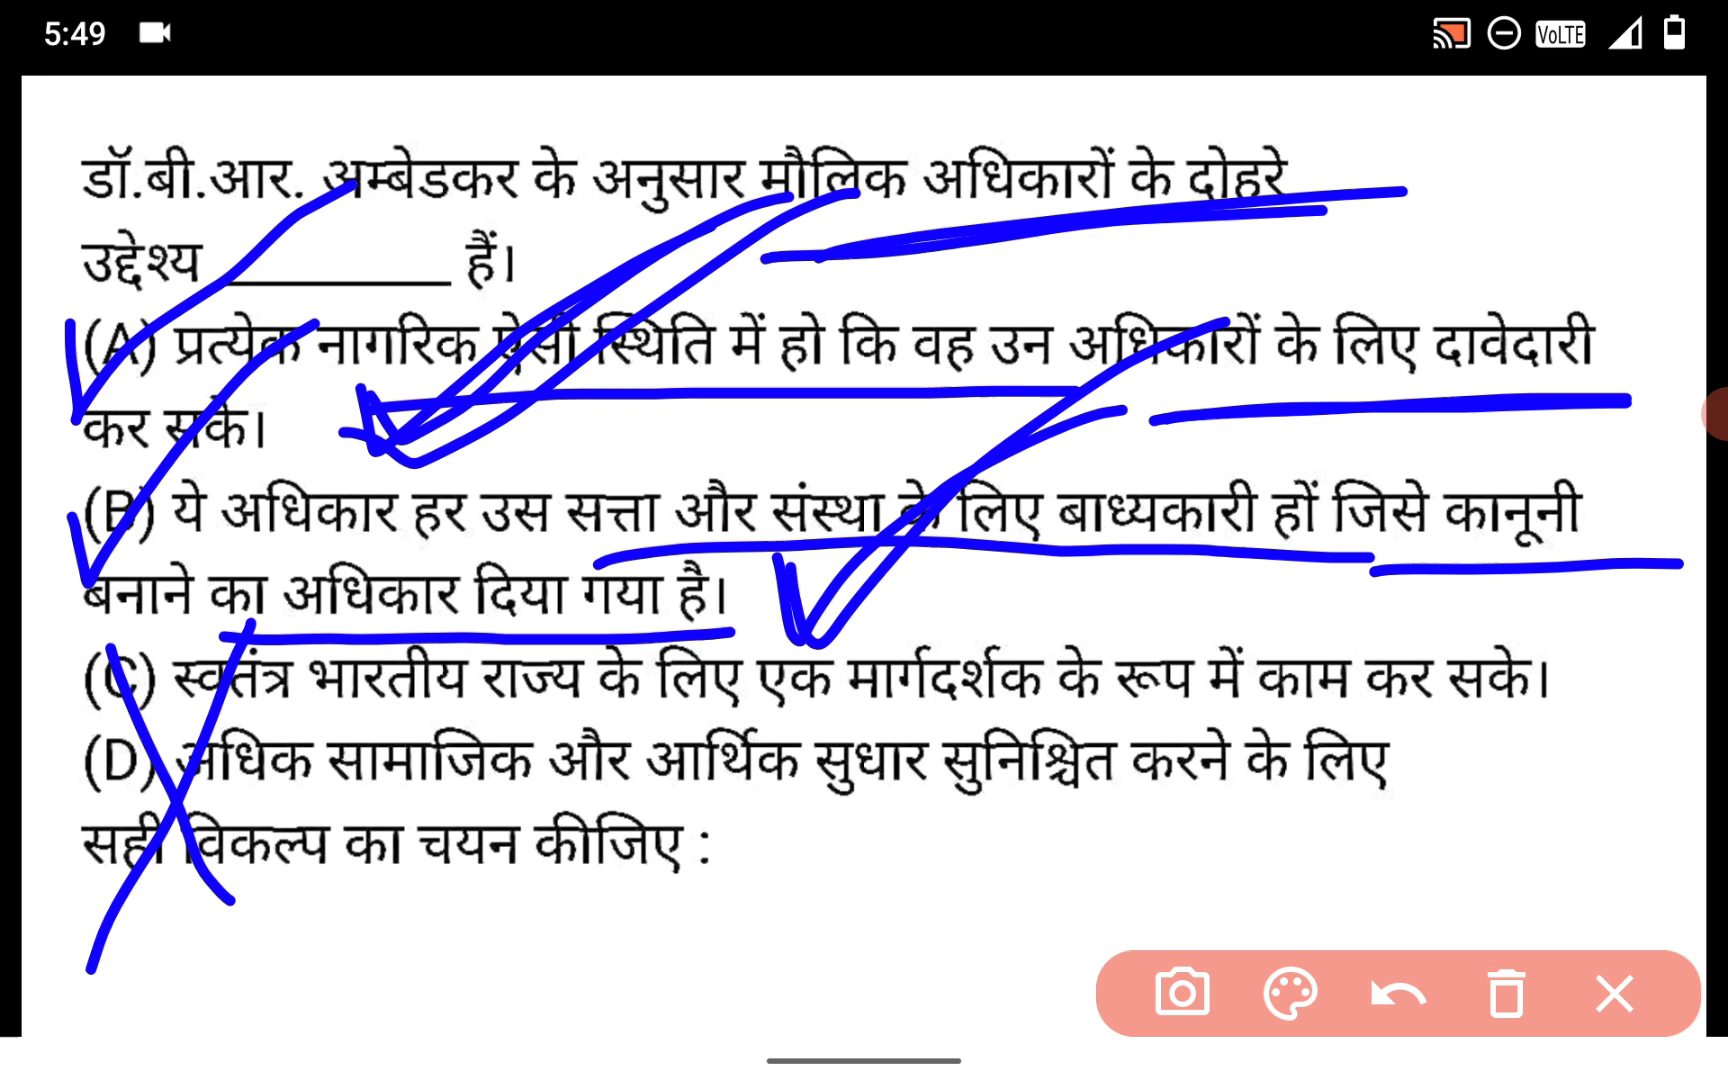 5:49
VoLTE
डॉ.बी.आर. अम्बेडकर के अनुसार मौलिक अधिकारों के दोहरे
उद्देश्य __________ हैं।
(A) प्रत्येक नागरिक ऐसी स्थिति में हो कि वह उन अधिकारों के लिए दावेदारी
कर सके।
(B) ये अधिकार हर उस सत्ता और संस्था के लिए बाध्यकारी हों जिसे कानूनी
बनाने का अधिकार दिया गया है।
(C) स्वतंत्र भारतीय राज्य के लिए एक मार्गदर्शक के रूप में काम कर सके।
(D) अधिक सामाजिक और आर्थिक सुधार सुनिश्चित करने के लिए
सही विकल्प का चयन कीजिए :